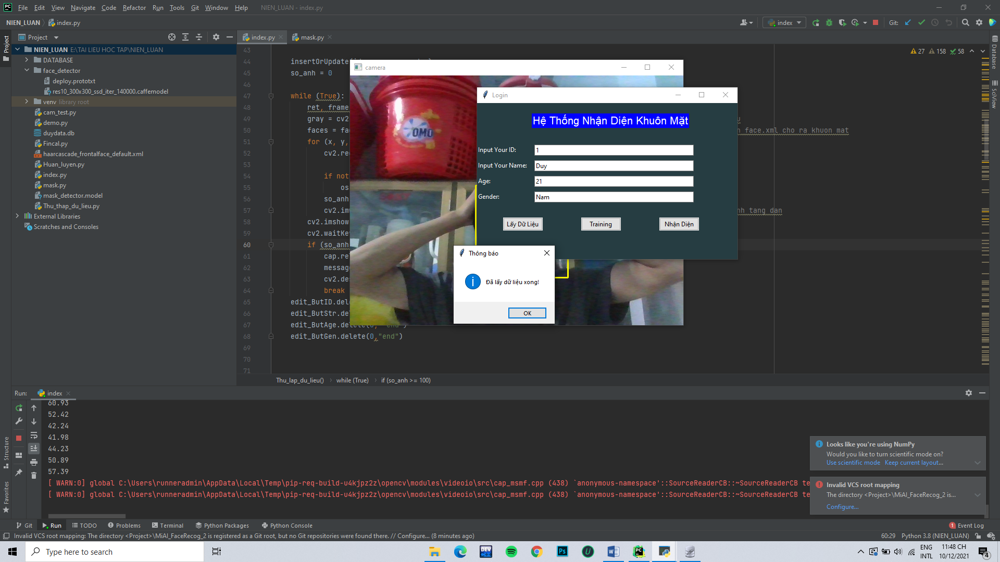 File Edit View Navigate Code Refactor Run Tools Git Window Help NIEN_LUAN - index.py
NIEN_LUAN index.py
index Git:
Project
index.py mask.py
NIEN_LUAN E:\TAI LIEU HOC TAP\NIEN_LUAN
DATABASE
face_detector
deploy.prototxt
res10_300x300_ssd_iter_140000.caffemodel
venv library root
cam_test.py
demo.py
duydata.db
Fincal.py
haarcascade_frontalface_default.xml
Huan_luyen.py
index.py
mask.py
mask_detector.model
Thu_thap_du_lieu.py
External Libraries
Scratches and Consoles
Project
Structure
Favorites
Database
SciView
27 158 58
43
44 insertOrUpdate(
45 so_anh = 0
46
47 while (True):
48 ret, frame
49 gray = cv2
50 faces = fa n face.xml cho ra khuon mat
51 for (x, y,
52 cv2.re
53
54 if not
55 os
56 so_anh
57 cv2.im nh tang dan
58 cv2.imshow
59 cv2.waitKe
60 if (so_anh
61 cap.re
62 messag
63 cv2.de
64 break
65 edit_ButID.del
66 edit_ButStr.de
67 edit_ButAge.delete(0, "end")
68 edit_ButGen.delete(0,"end")
69
70
71
Thu_lap_du_lieu() while (True) if (so_anh >= 100)
camera
OMO
Login
Hệ Thống Nhận Diện Khuôn Mặt
Input Your ID: 1
Input Your Name: Duy
Age: 21
Gender: Nam
Lấy Dữ Liệu Training Nhận Diện
Thông báo
Đã lấy dữ liệu xong!
OK
Run: index
60.93
52.42
42.24
41.98
44.23
50.89
57.39
[ WARN:0] global C:\Users\runneradmin\AppData\Local\Temp\pip-req-build-u4kjpz2z\opencv\modules\videoio\src\cap_msmf.cpp (438) `anonymous-namespace'::SourceReaderCB::~SourceReaderCB te
[ WARN:0] global C:\Users\runneradmin\AppData\Local\Temp\pip-req-build-u4kjpz2z\opencv\modules\videoio\src\cap_msmf.cpp (438) `anonymous-namespace'::SourceReaderCB::~SourceReaderCB te
Looks like you're using NumPy
Would you like to turn scientific mode on?
Use scientific mode Keep current layout...
Invalid VCS root mapping
The directory <Project>\MiAI_FaceRecog_2 is...
Configure...
Git Run TODO Problems Terminal Python Packages Python Console 1 Event Log
Invalid VCS root mapping: The directory <Project>\MiAI_FaceRecog_2 is registered as a Git root, but no Git repositories were found there. // Configure... (8 minutes ago) 60:29 Python 3.8 (NIEN_LUAN)
Type here to search
ENG
INTL
11:48 CH
10/12/2021
4